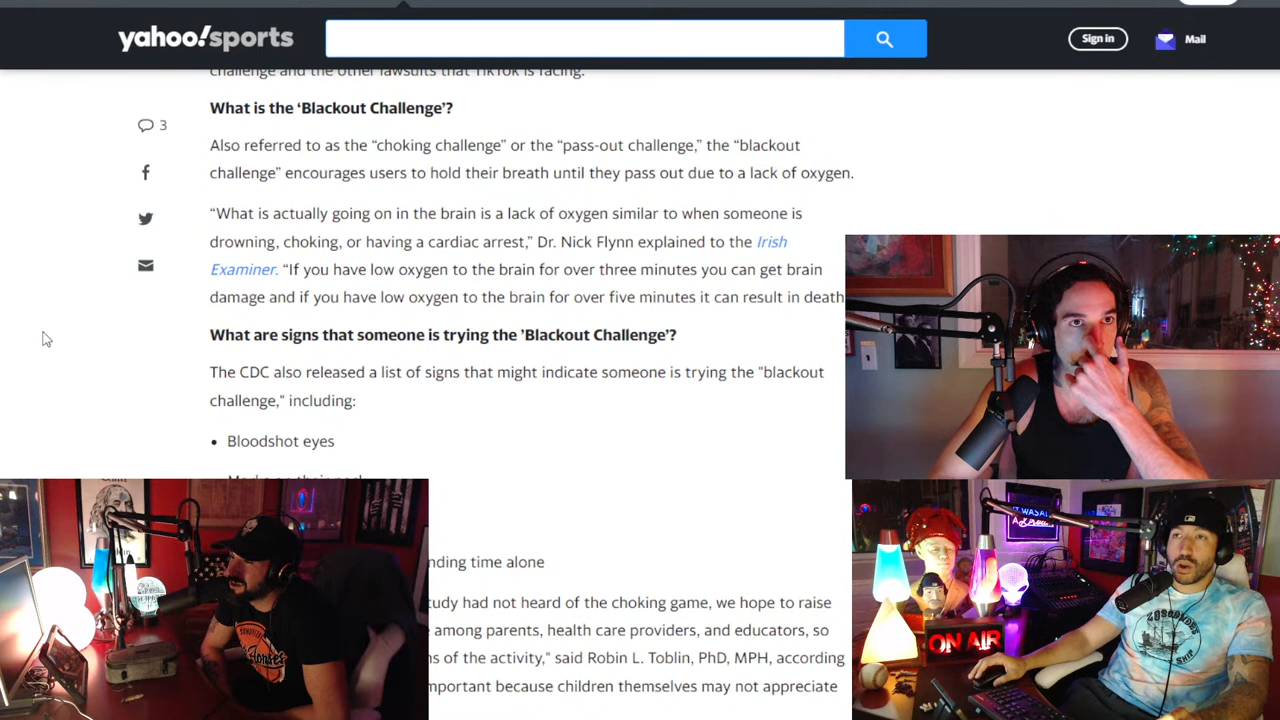 yahoo!sports
Sign in
Mail
challenge and the other lawsuits that TikTok is facing.
3
What is the ‘Blackout Challenge’?
Also referred to as the “choking challenge” or the “pass-out challenge,” the “blackout
challenge” encourages users to hold their breath until they pass out due to a lack of oxygen.
“What is actually going on in the brain is a lack of oxygen similar to when someone is
drowning, choking, or having a cardiac arrest,” Dr. Nick Flynn explained to the Irish
Examiner. “If you have low oxygen to the brain for over three minutes you can get brain
damage and if you have low oxygen to the brain for over five minutes it can result in death
What are signs that someone is trying the ’Blackout Challenge’?
The CDC also released a list of signs that might indicate someone is trying the "blackout
challenge," including:
• Bloodshot eyes
nding time alone
tudy had not heard of the choking game, we hope to raise
among parents, health care providers, and educators, so
s of the activity,” said Robin L. Toblin, PhD, MPH, according
mportant because children themselves may not appreciate
ON AIR
SHIP